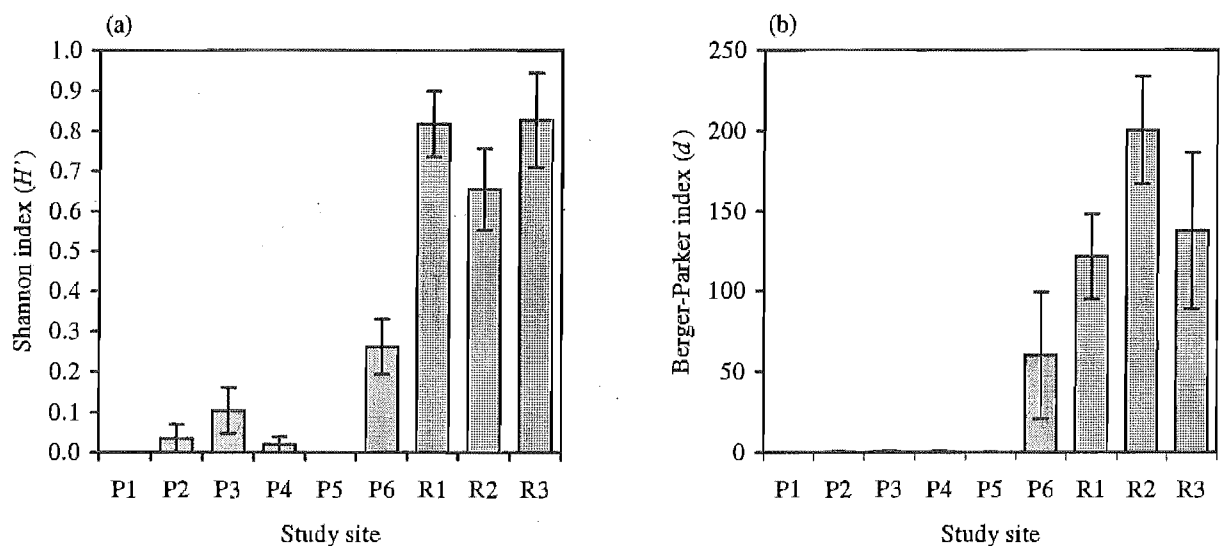 (a)
1.0
0.9
0.8
0.7
0.6
0.5
0.4
0.3
0.2
0.1
0.0
Shannon index (H')
P1 P2 P3 P4 P5 P6 R1 R2 R3
Study site
(b)
250
200
150
100
50
0
Berger-Parker index (d)
P1 P2 P3 P4 P5 P6 R1 R2 R3
Study site